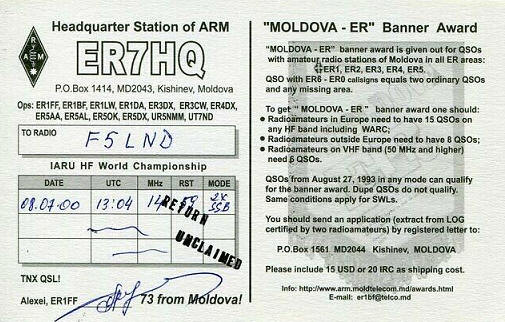 Headquarter Station of ARM
ARM
ER7HQ
P.O.Box 1414, MD2043, Kishinev, Moldova
Ops: ER1FF, ER1BF, ER1LW, ER1DA, ER3DX, ER3CW, ER4DX,
ER5AA, ER5AL, ER5OK, ER5DX, UR5NMM, UT7ND
TO RADIO
F5LND
IARU HF World Championship
DATE UTC MHz RST MODE
08.07.00 13:04 14 59 2x SSB
RETURN
UNCLAIMED
TNX QSL!
Alexei, ER1FF 73 from Moldova!
"MOLDOVA - ER" Banner Award
"MOLDOVA - ER" banner award is given out for QSOs
with amateur radio stations of Moldova in all ER areas:
ER1, ER2, ER3, ER4, ER5.
QSO with ER6 - ER0 callsigns equals two ordinary QSOs
and any missing area.
To get "MOLDOVA - ER" banner award one should:
● Radioamateurs in Europe need to have 15 QSOs on
any HF band including WARC;
● Radioamateurs outside Europe need to have 8 QSOs;
● Radioamateurs on VHF band (50 MHz and higher)
need 5 QSOs.
QSOs from August 27, 1993 in any mode can qualify
for the banner award. Dupe QSOs do not qualify.
Same conditions apply for SWLs.
You should send an application (extract from LOG
certified by two radioamateurs) by registered letter to:
P.O.Box 1561 MD2044 Kishinev, MOLDOVA
Please include 15 USD or 20 IRC as shipping cost.
Info: http://www.arm.moldtelecom.md/awards.html
E-mail: er1bf@telco.md